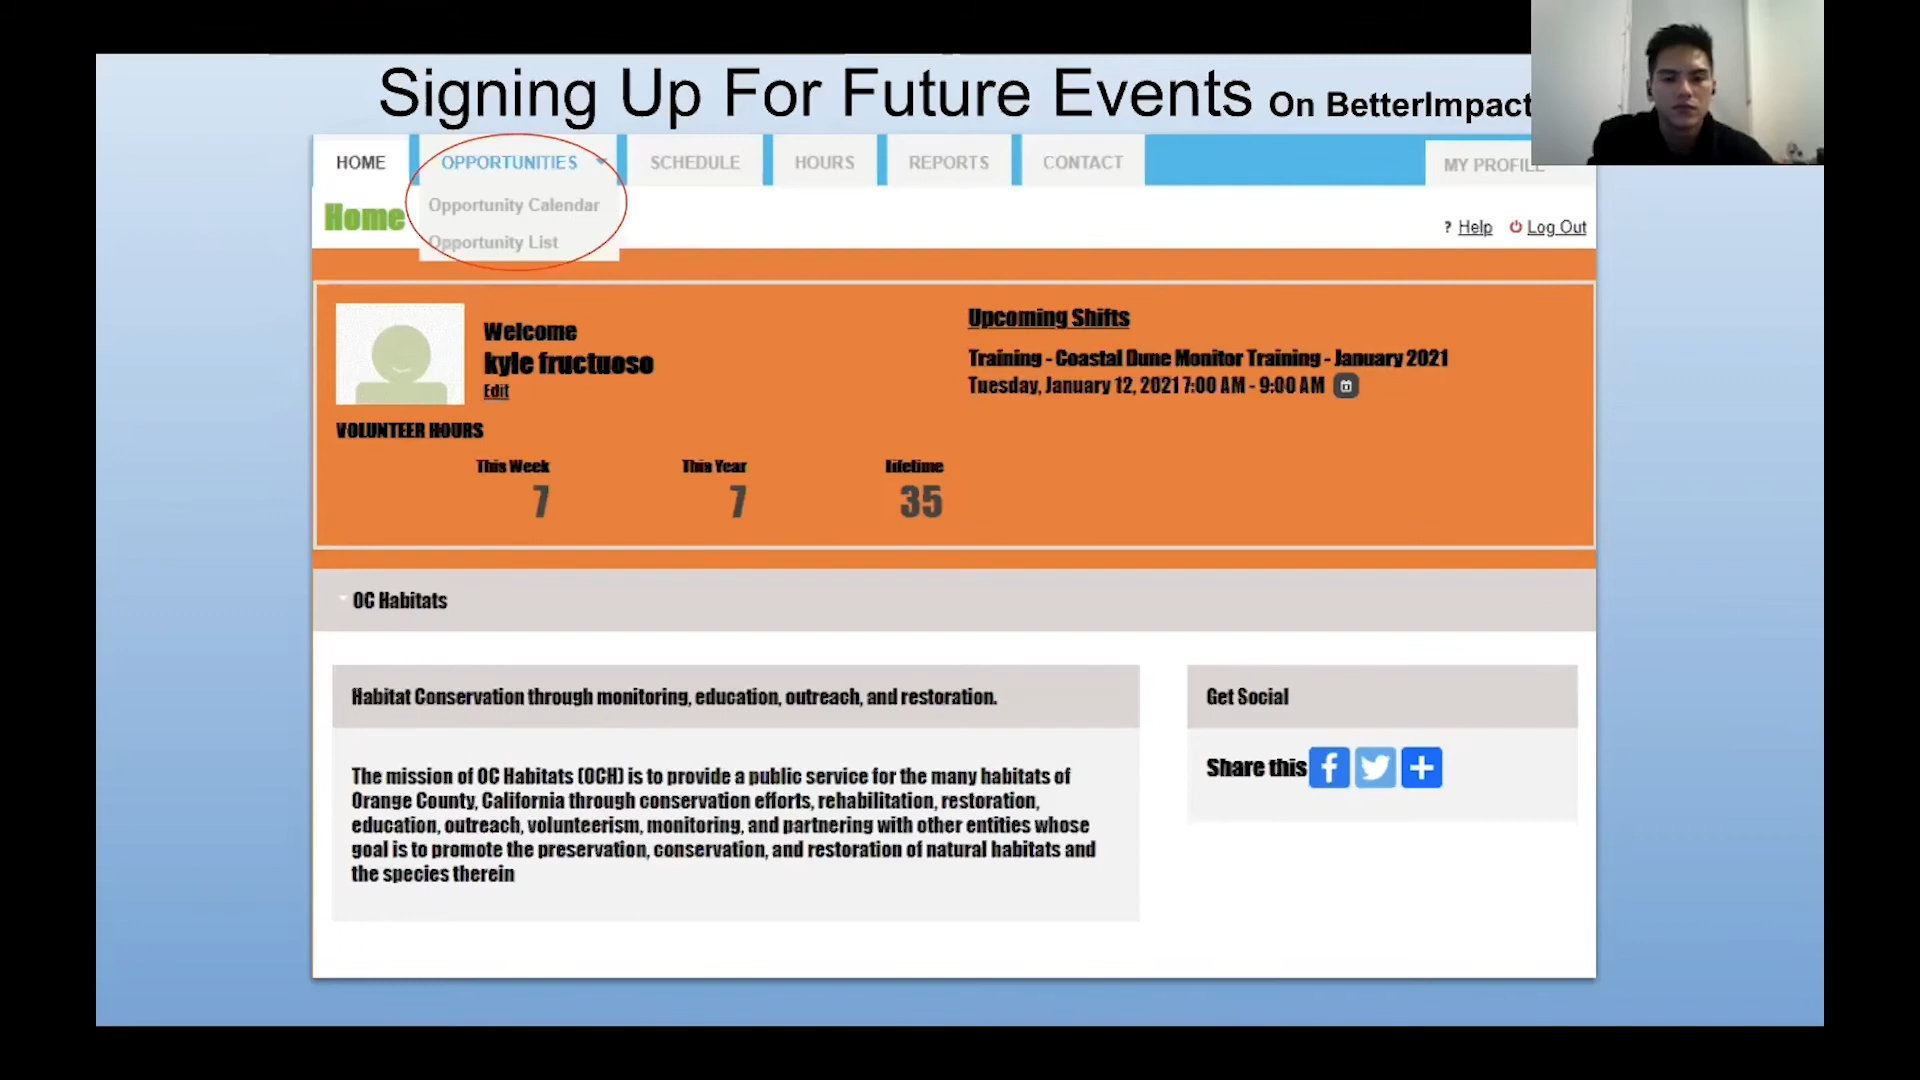 Signing Up For Future Events On BetterImpact
HOME OPPORTUNITIES SCHEDULE HOURS REPORTS CONTACT MY PROFILE
Opportunity Calendar
Home
? Help Log Out
Opportunity List
Welcome
kyle fructuoso
Edit
Upcoming Shifts
Training - Coastal Dune Monitor Training - January 2021
Tuesday, January 12, 2021 7:00 AM - 9:00 AM
VOLUNTEER HOURS
This Week This Year Lifetime
7 7 35
OC Habitats
Habitat Conservation through monitoring, education, outreach, and restoration.
The mission of OC Habitats (OCH) is to provide a public service for the many habitats of
Orange County, California through conservation efforts, rehabilitation, restoration,
education, outreach, volunteerism, monitoring, and partnering with other entities whose
goal is to promote the preservation, conservation, and restoration of natural habitats and
the species therein
Get Social
Share this